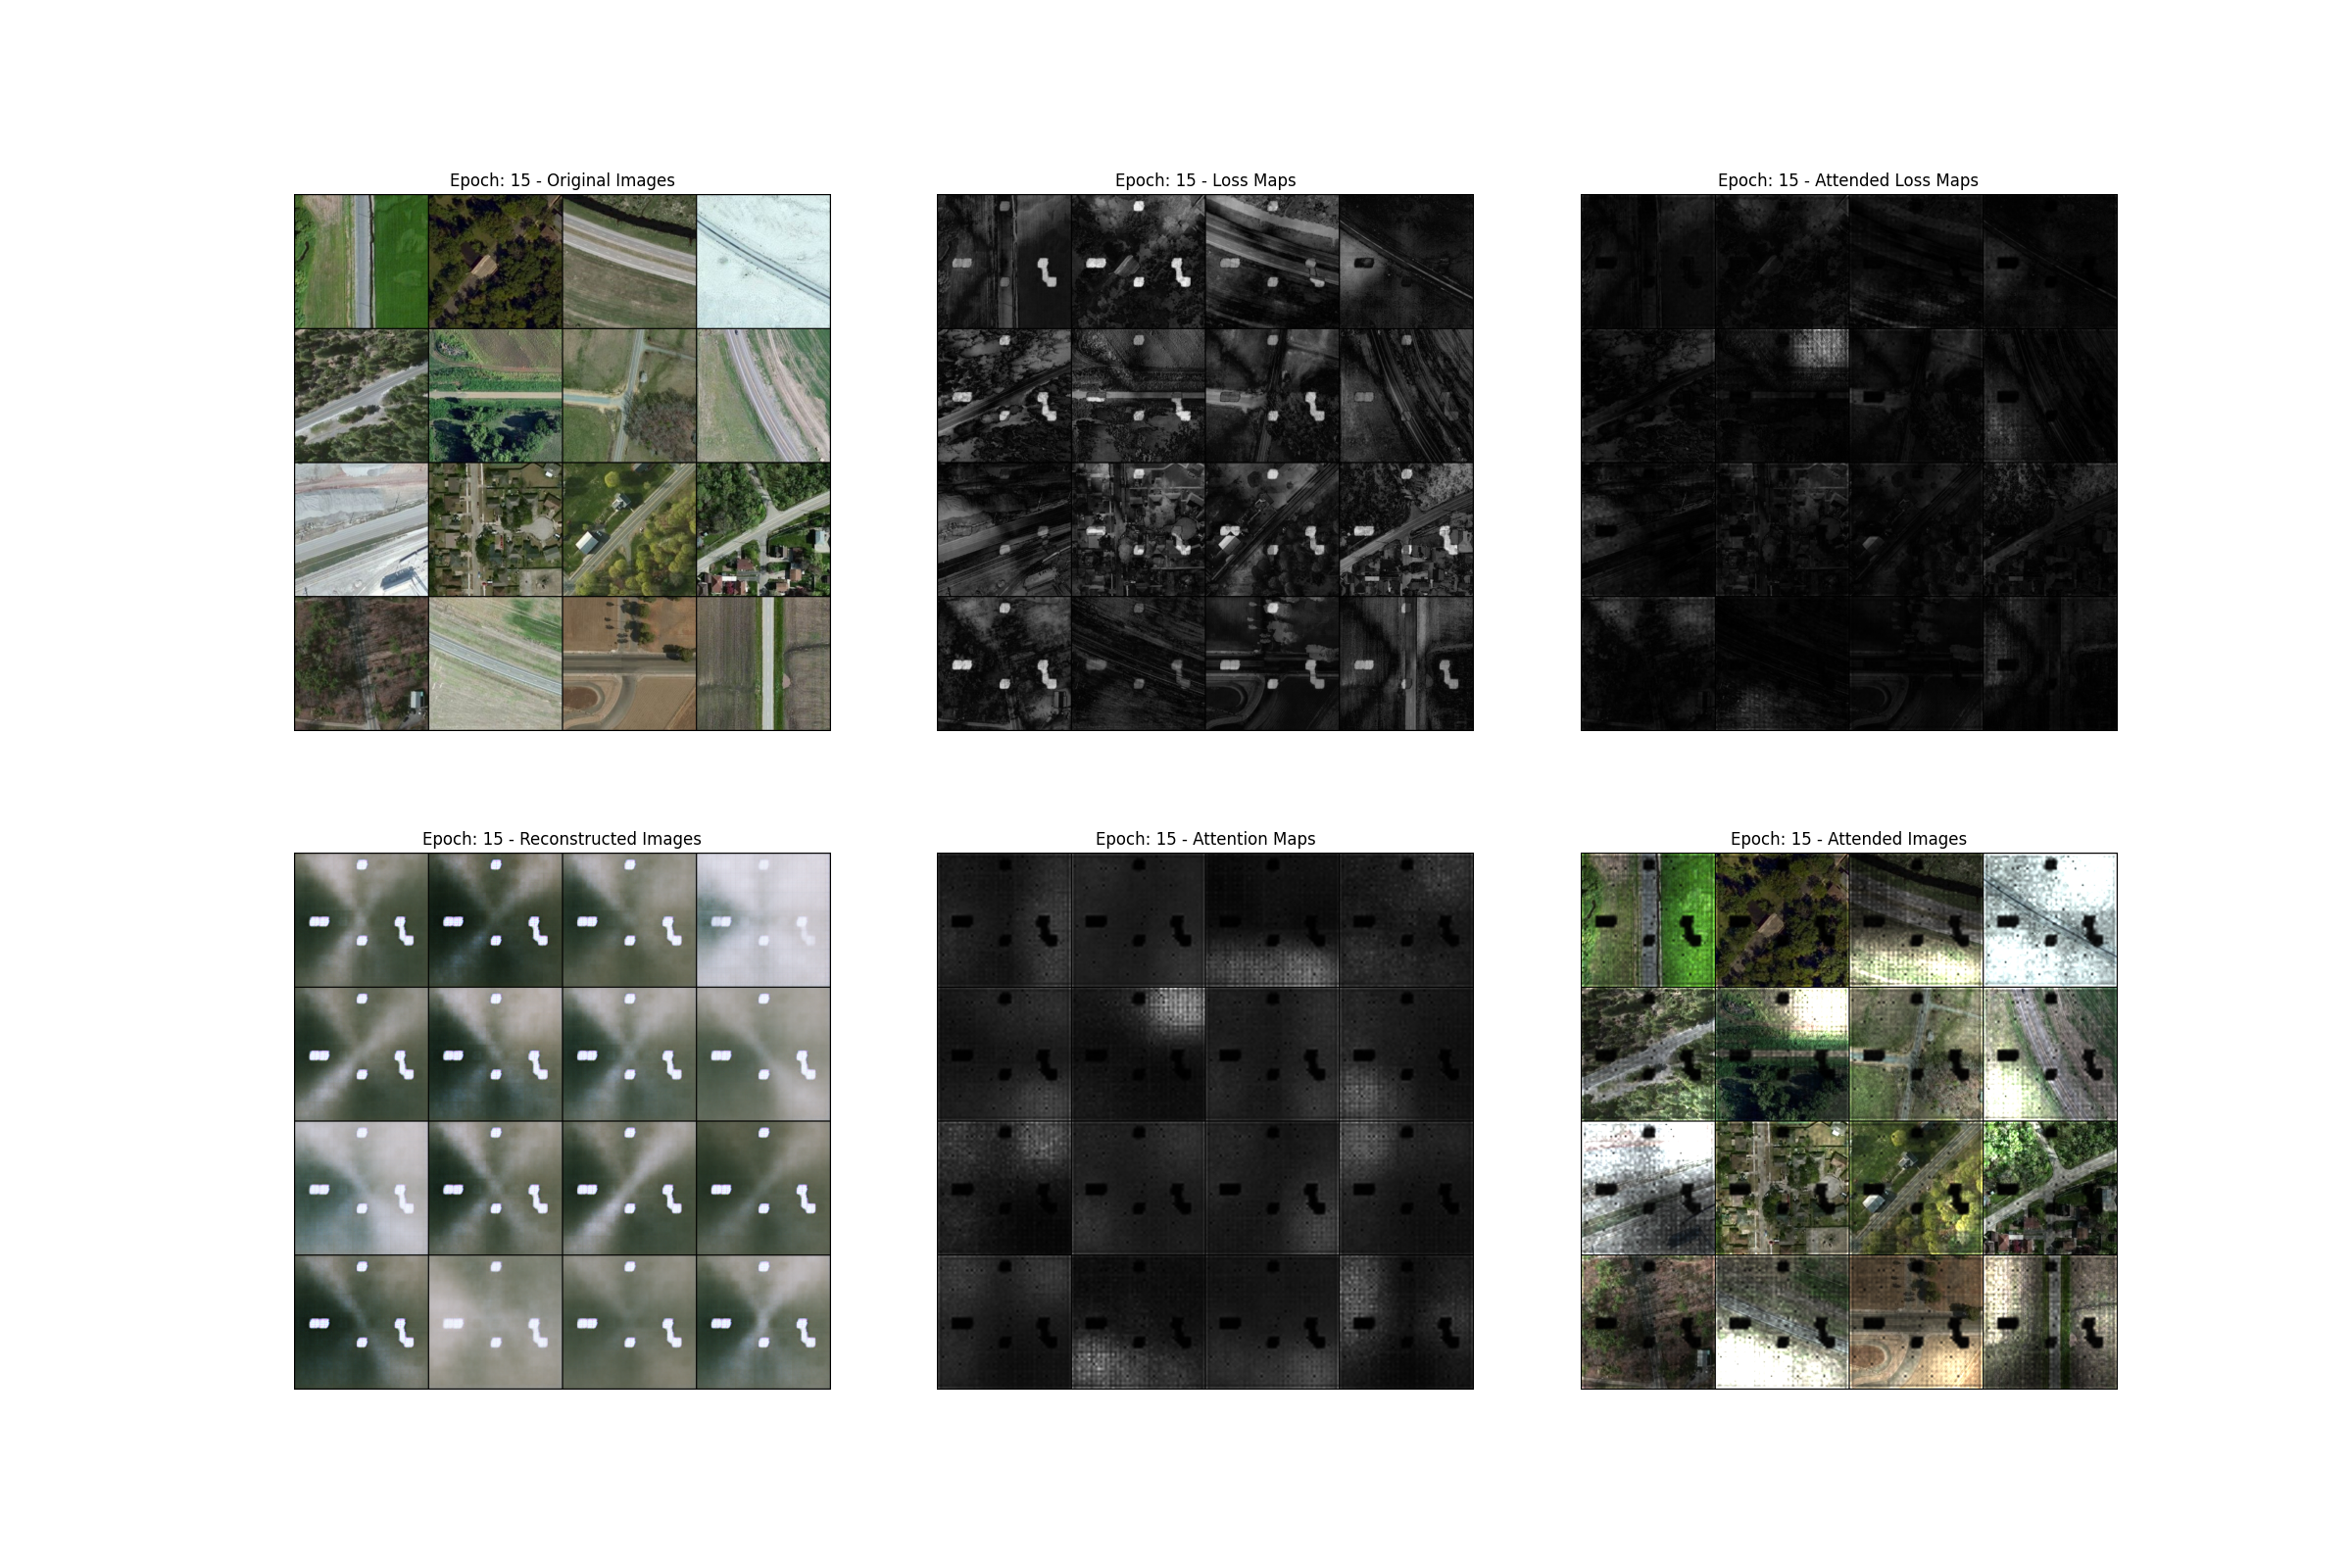 Epoch: 15 - Original Images
Epoch: 15 - Loss Maps
Epoch: 15 - Attended Loss Maps
Epoch: 15 - Reconstructed Images
Epoch: 15 - Attention Maps
Epoch: 15 - Attended Images